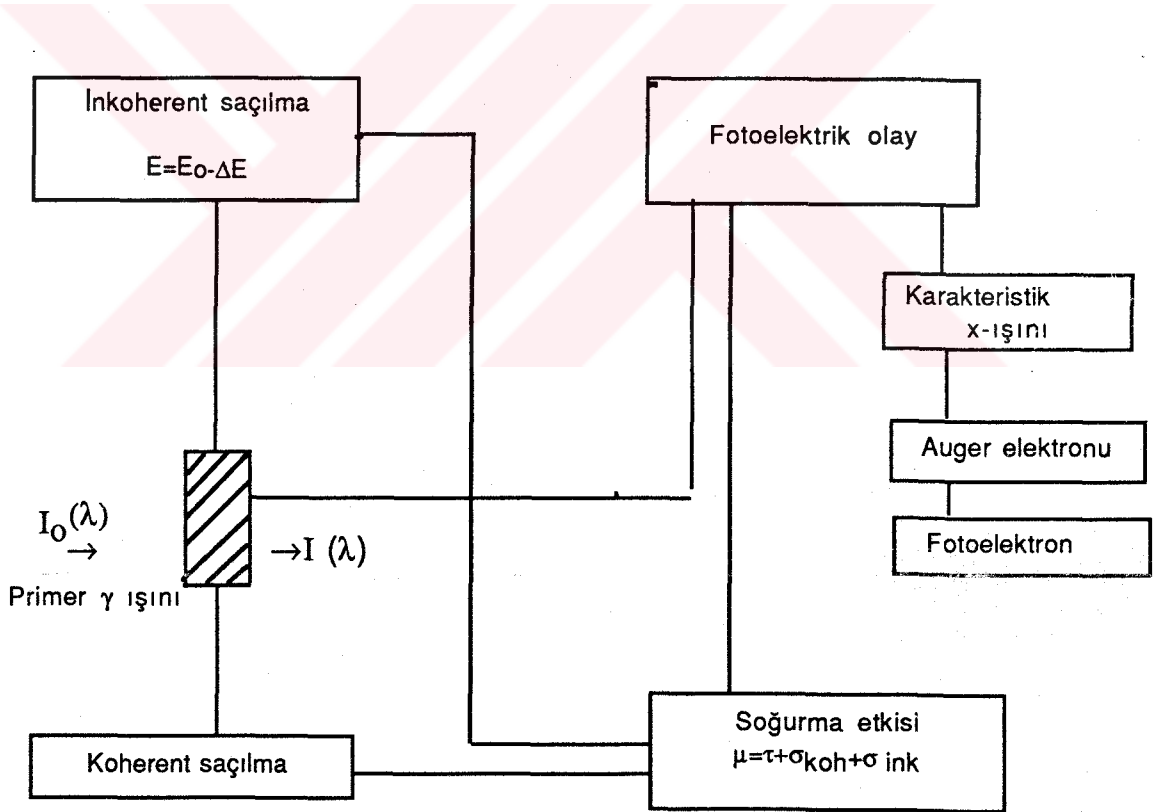 İnkoherent saçılma
E=Eo-ΔE
Fotoelektrik olay
Karakteristik
x-ışını
Auger elektronu
Fotoelektron
Io(λ)
→
→I (λ)
Primer γ ışını
Koherent saçılma
Soğurma etkisi
μ=τ+σkoh+σ ink